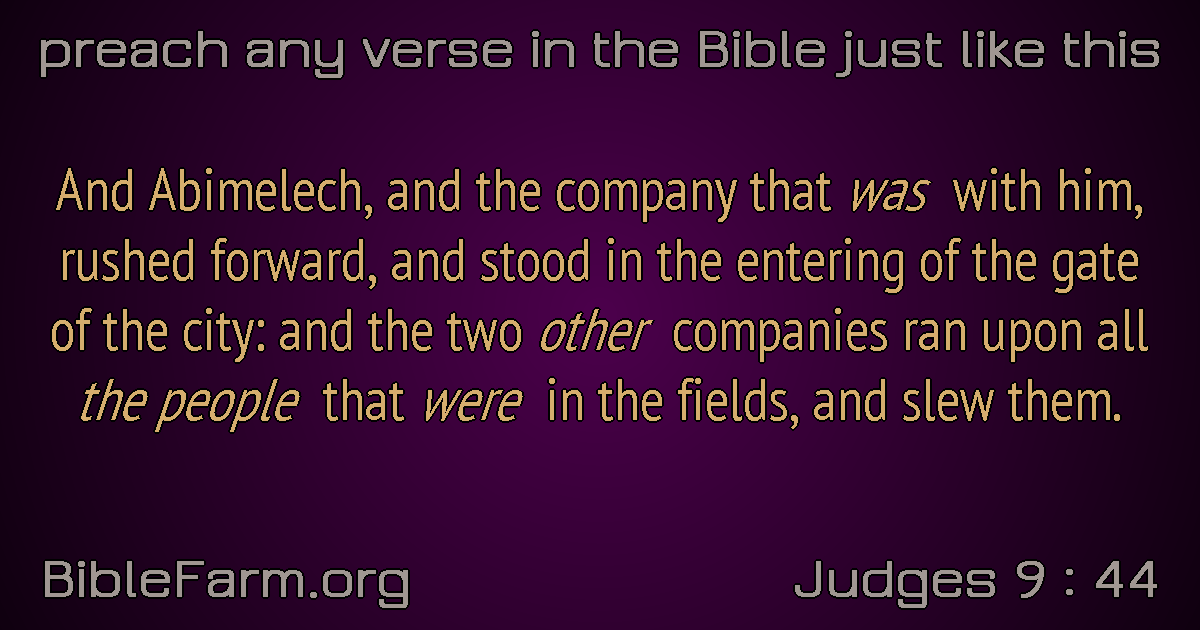 preach any verse in the Bible just like this
And Abimelech, and the company that was with him,
rushed forward, and stood in the entering of the gate
of the city: and the two other companies ran upon all
the people that were in the fields, and slew them.
BibleFarm.org
Judges 9 : 44